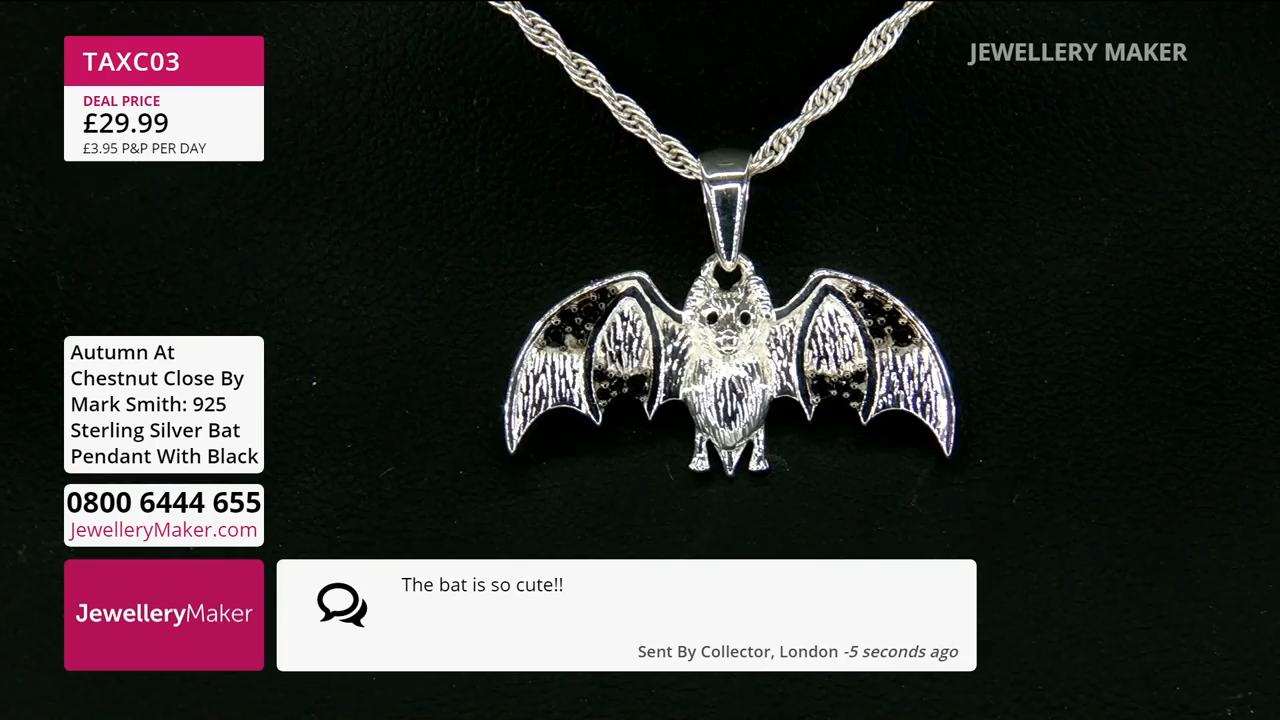 TAXC03
DEAL PRICE
£29.99
£3.95 P&P PER DAY
JEWELLERY MAKER
Autumn At
Chestnut Close By
Mark Smith: 925
Sterling Silver Bat
Pendant With Black
0800 6444 655
JewelleryMaker.com
JewelleryMaker
The bat is so cute!!
Sent By Collector, London -5 seconds ago